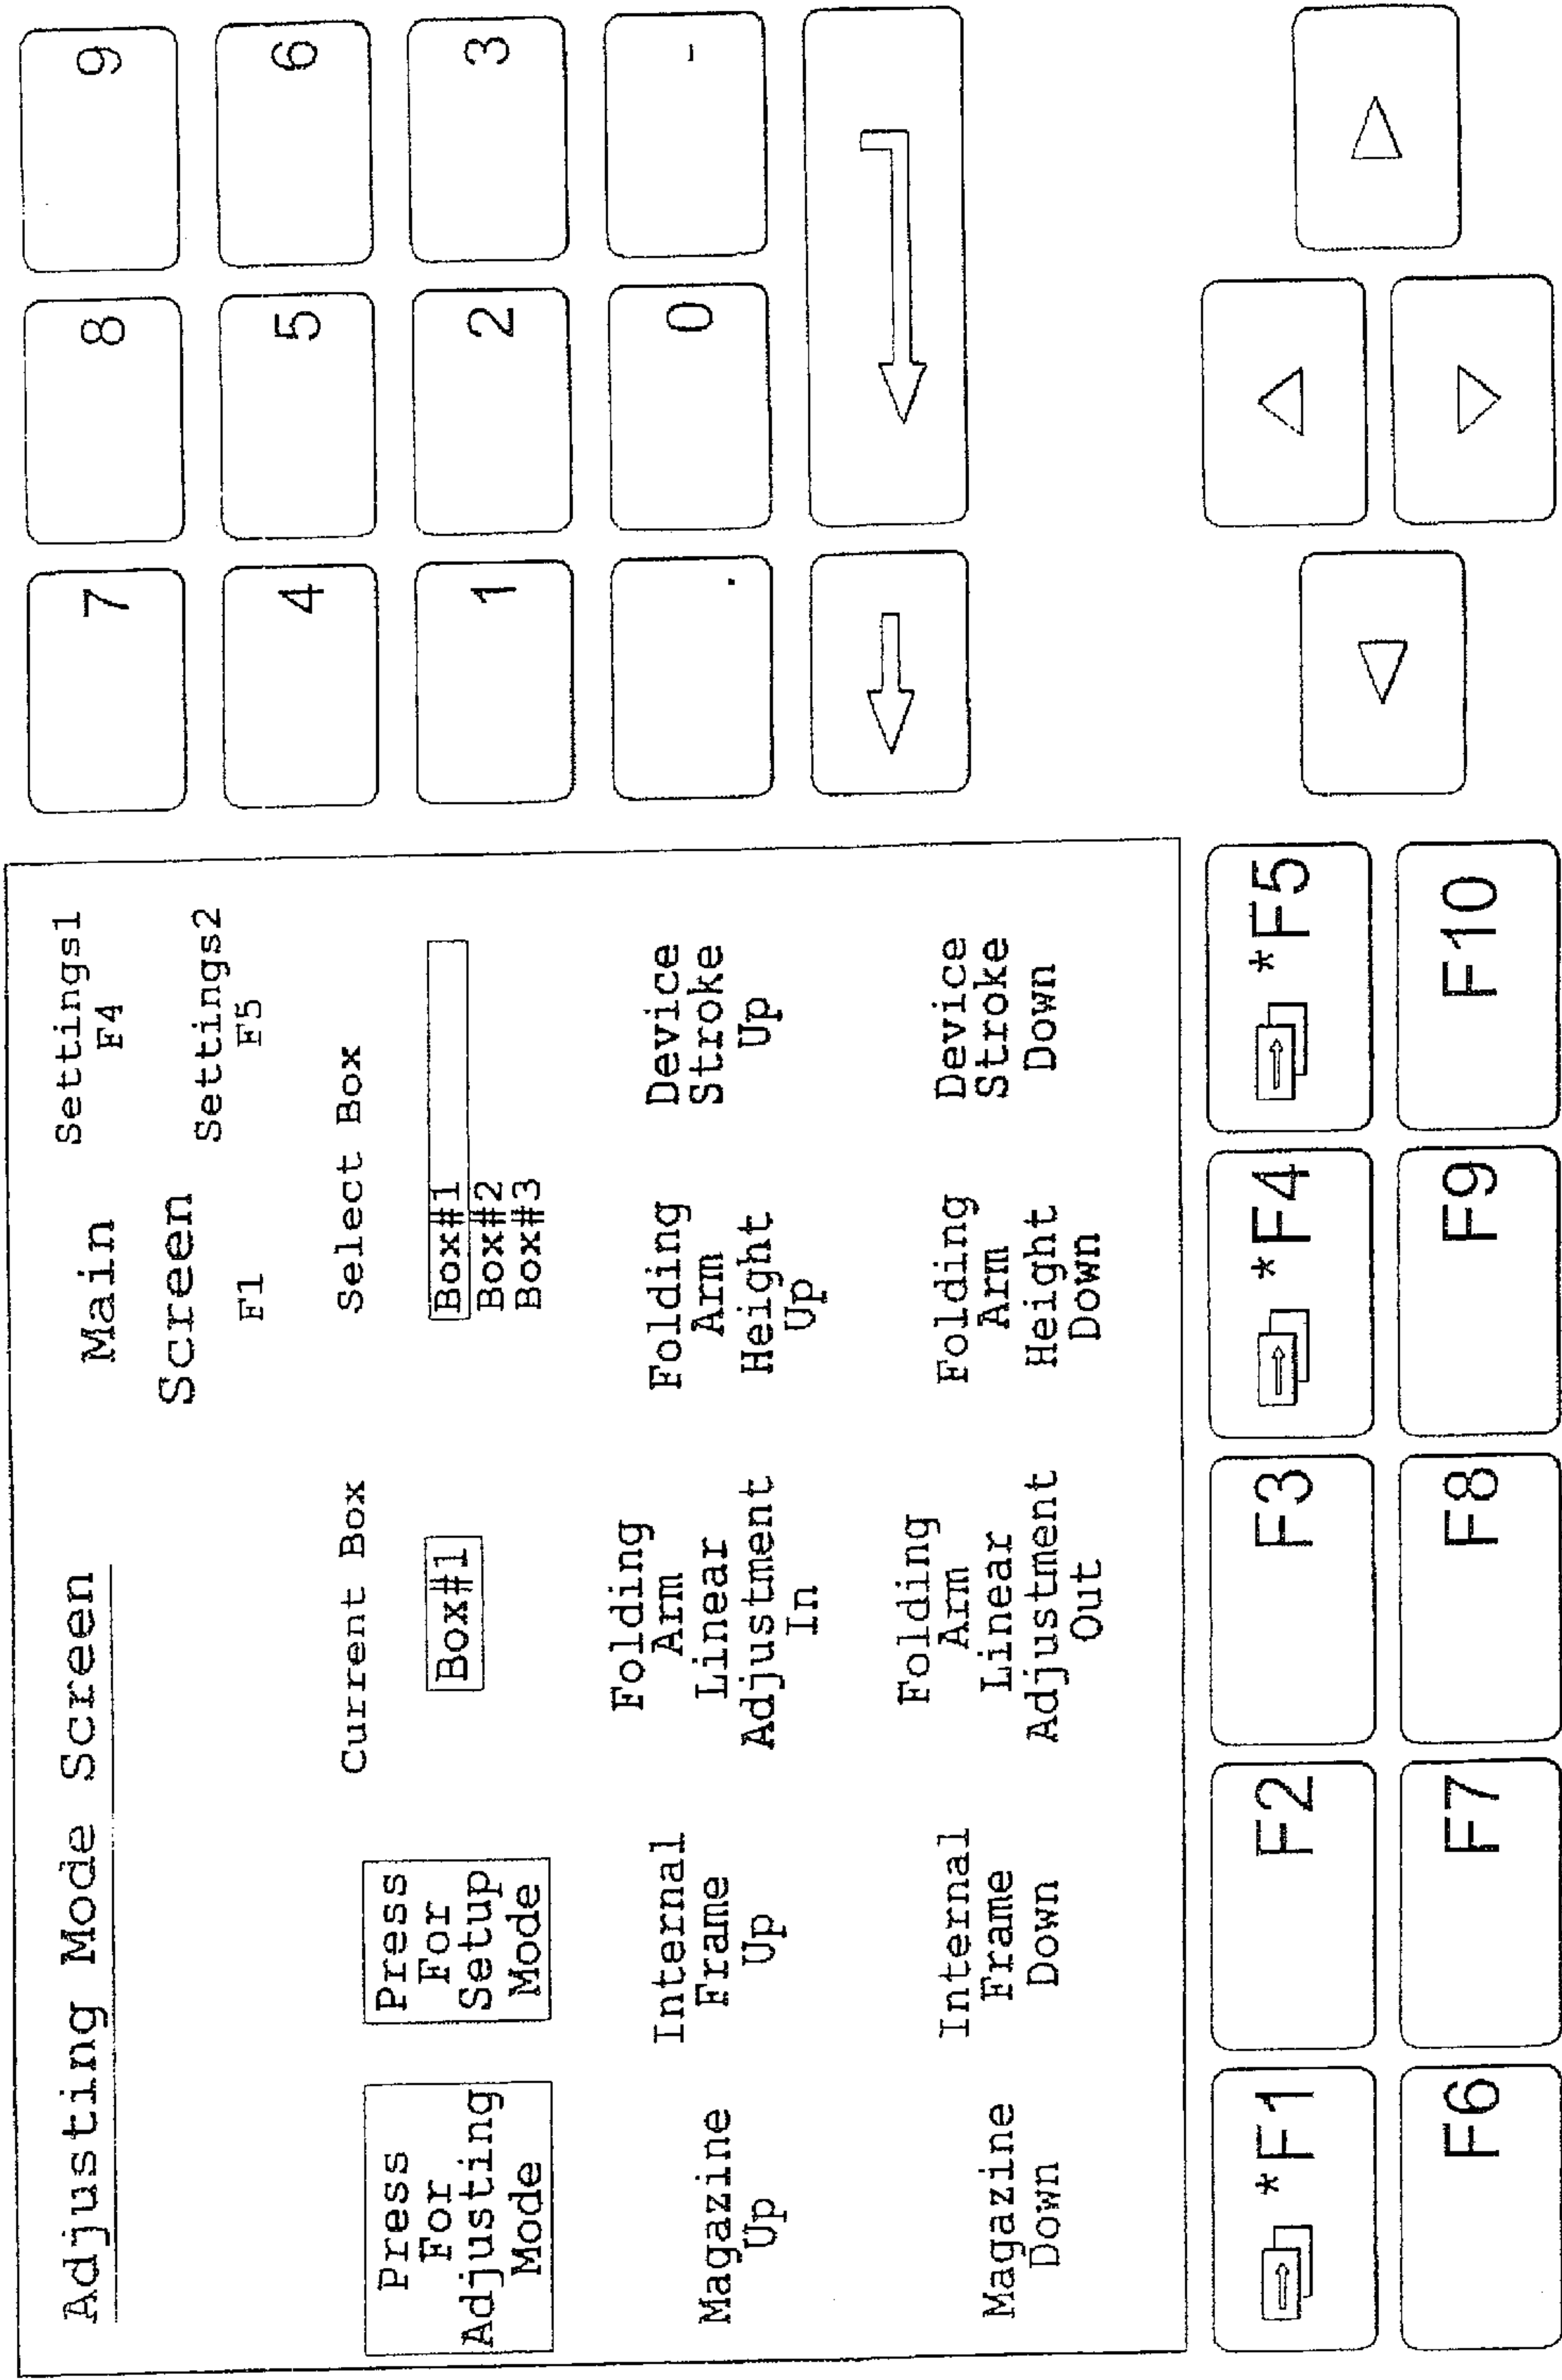 Adjusting Mode Screen
Main
Screen
F1
Settings1
F4
Settings2
F5
Press
For
Adjusting
Mode
Press
For
Setup
Mode
Current Box
Box#1
Select Box
Box#1
Box#2
Box#3
Magazine
Up
Internal
Frame
Up
Folding
Arm
Linear
Adjustment
In
Folding
Arm
Height
Up
Device
Stroke
Up
Magazine
Down
Internal
Frame
Down
Folding
Arm
Linear
Adjustment
Out
Folding
Arm
Height
Down
Device
Stroke
Down
*F1
F2
F3
*F4
*F5
F6
F7
F8
F9
F10
7
8
9
4
5
6
1
2
3
.
0
-